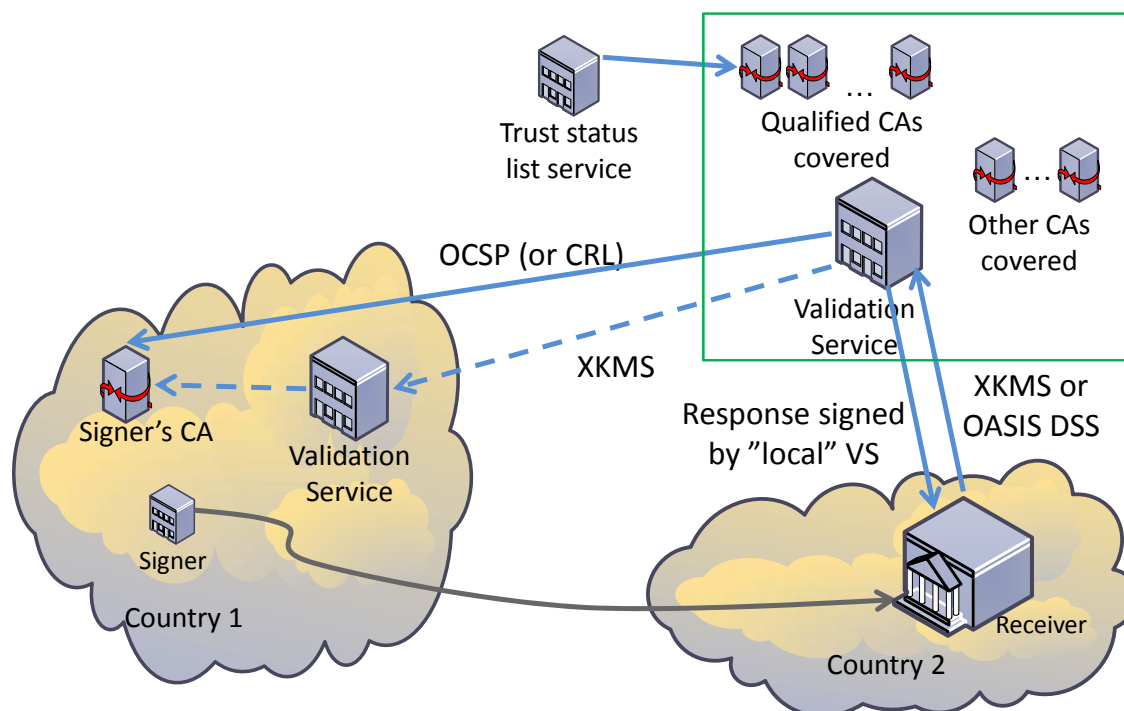 Trust status
list service
…
Qualified CAs
covered
…
Other CAs
covered
OCSP (or CRL)
Validation
Service
XKMS
Signer’s CA
Validation
Service
Response signed
by ”local” VS
XKMS or
OASIS DSS
Signer
Country 1
Receiver
Country 2